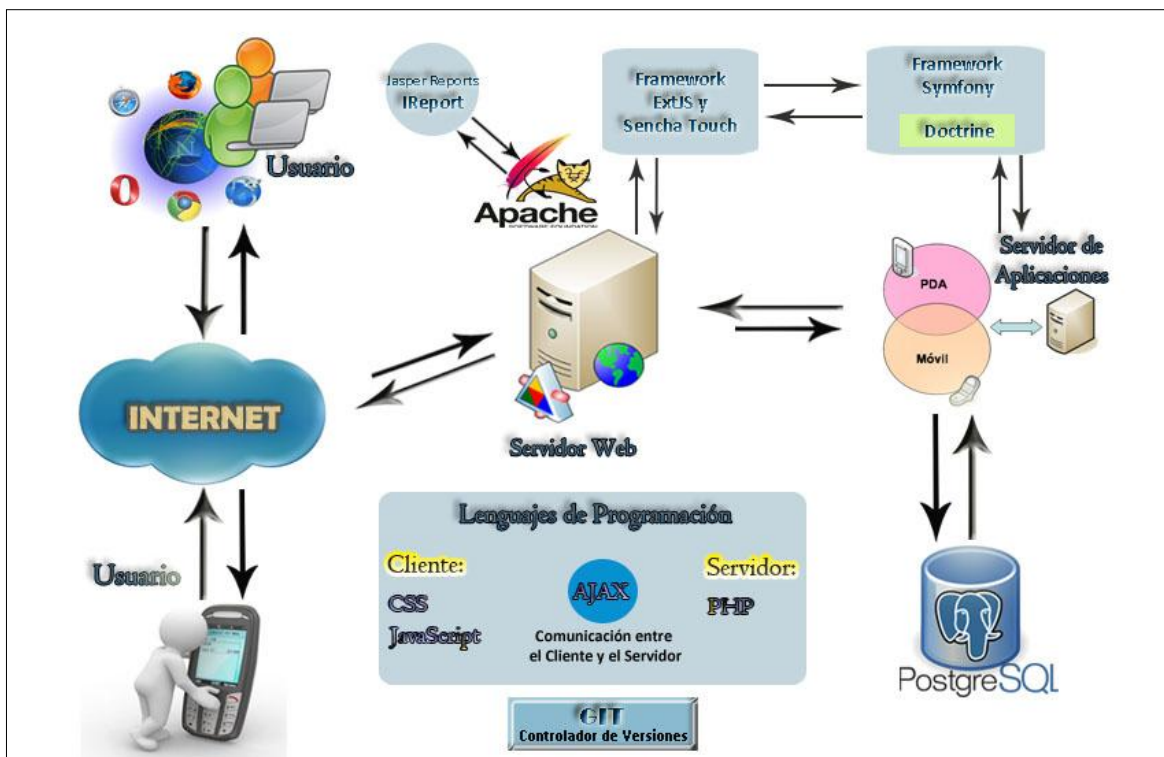 Usuario
Jasper Reports
IReport
Apache
SOFTWARE FOUNDATION
Framework
ExtJS y
Sencha Touch
Framework
Symfony
Doctrine
INTERNET
Servidor Web
PDA
Móvil
Servidor de
Aplicaciones
Usuario
Lenguajes de Programación
Cliente:
CSS
JavaScript
AJAX
Comunicación entre
el Cliente y el Servidor
Servidor:
PHP
PostgreSQL
GIT
Controlador de Versiones